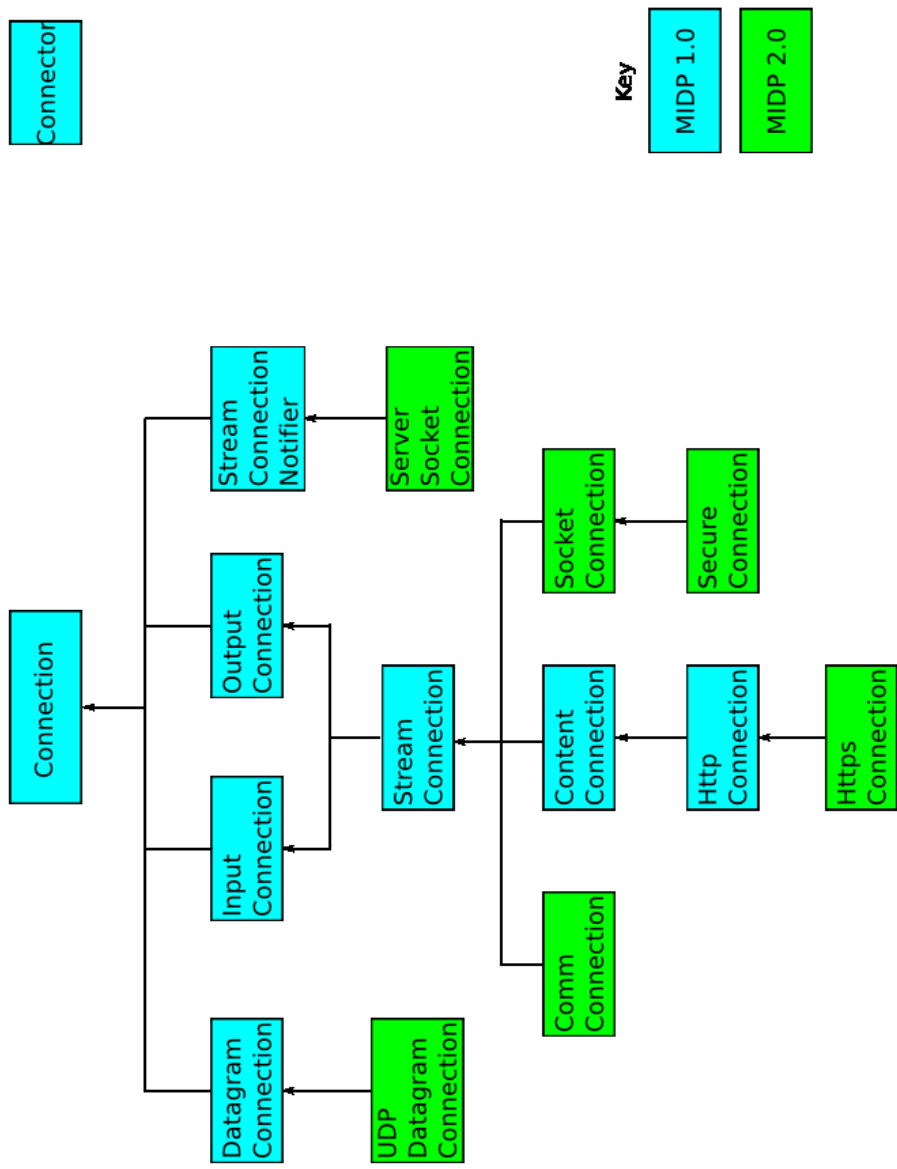 Connection
Connector
Datagram
Connection
Input
Connection
Output
Connection
Stream
Connection
Notifier
UDP
Datagram
Connection
Stream
Connection
Server
Socket
Connection
Comm
Connection
Content
Connection
Socket
Connection
Http
Connection
Secure
Connection
Https
Connection
Key
MIDP 1.0
MIDP 2.0